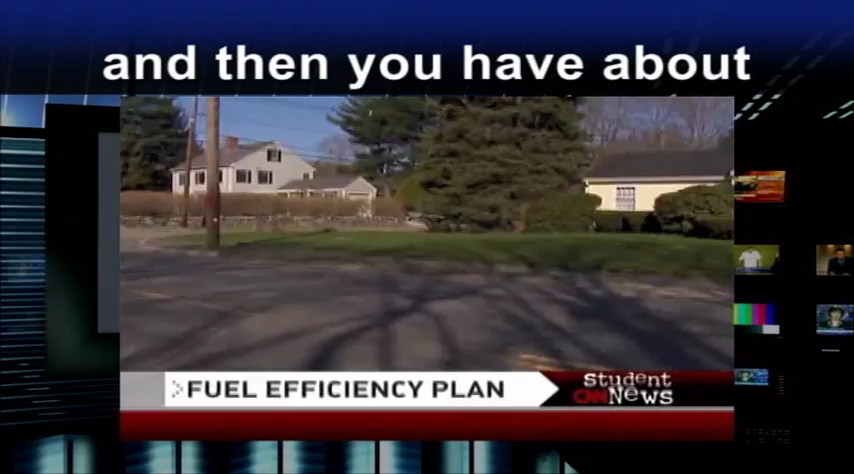 and then you have about
FUEL EFFICIENCY PLAN
student
CNN News